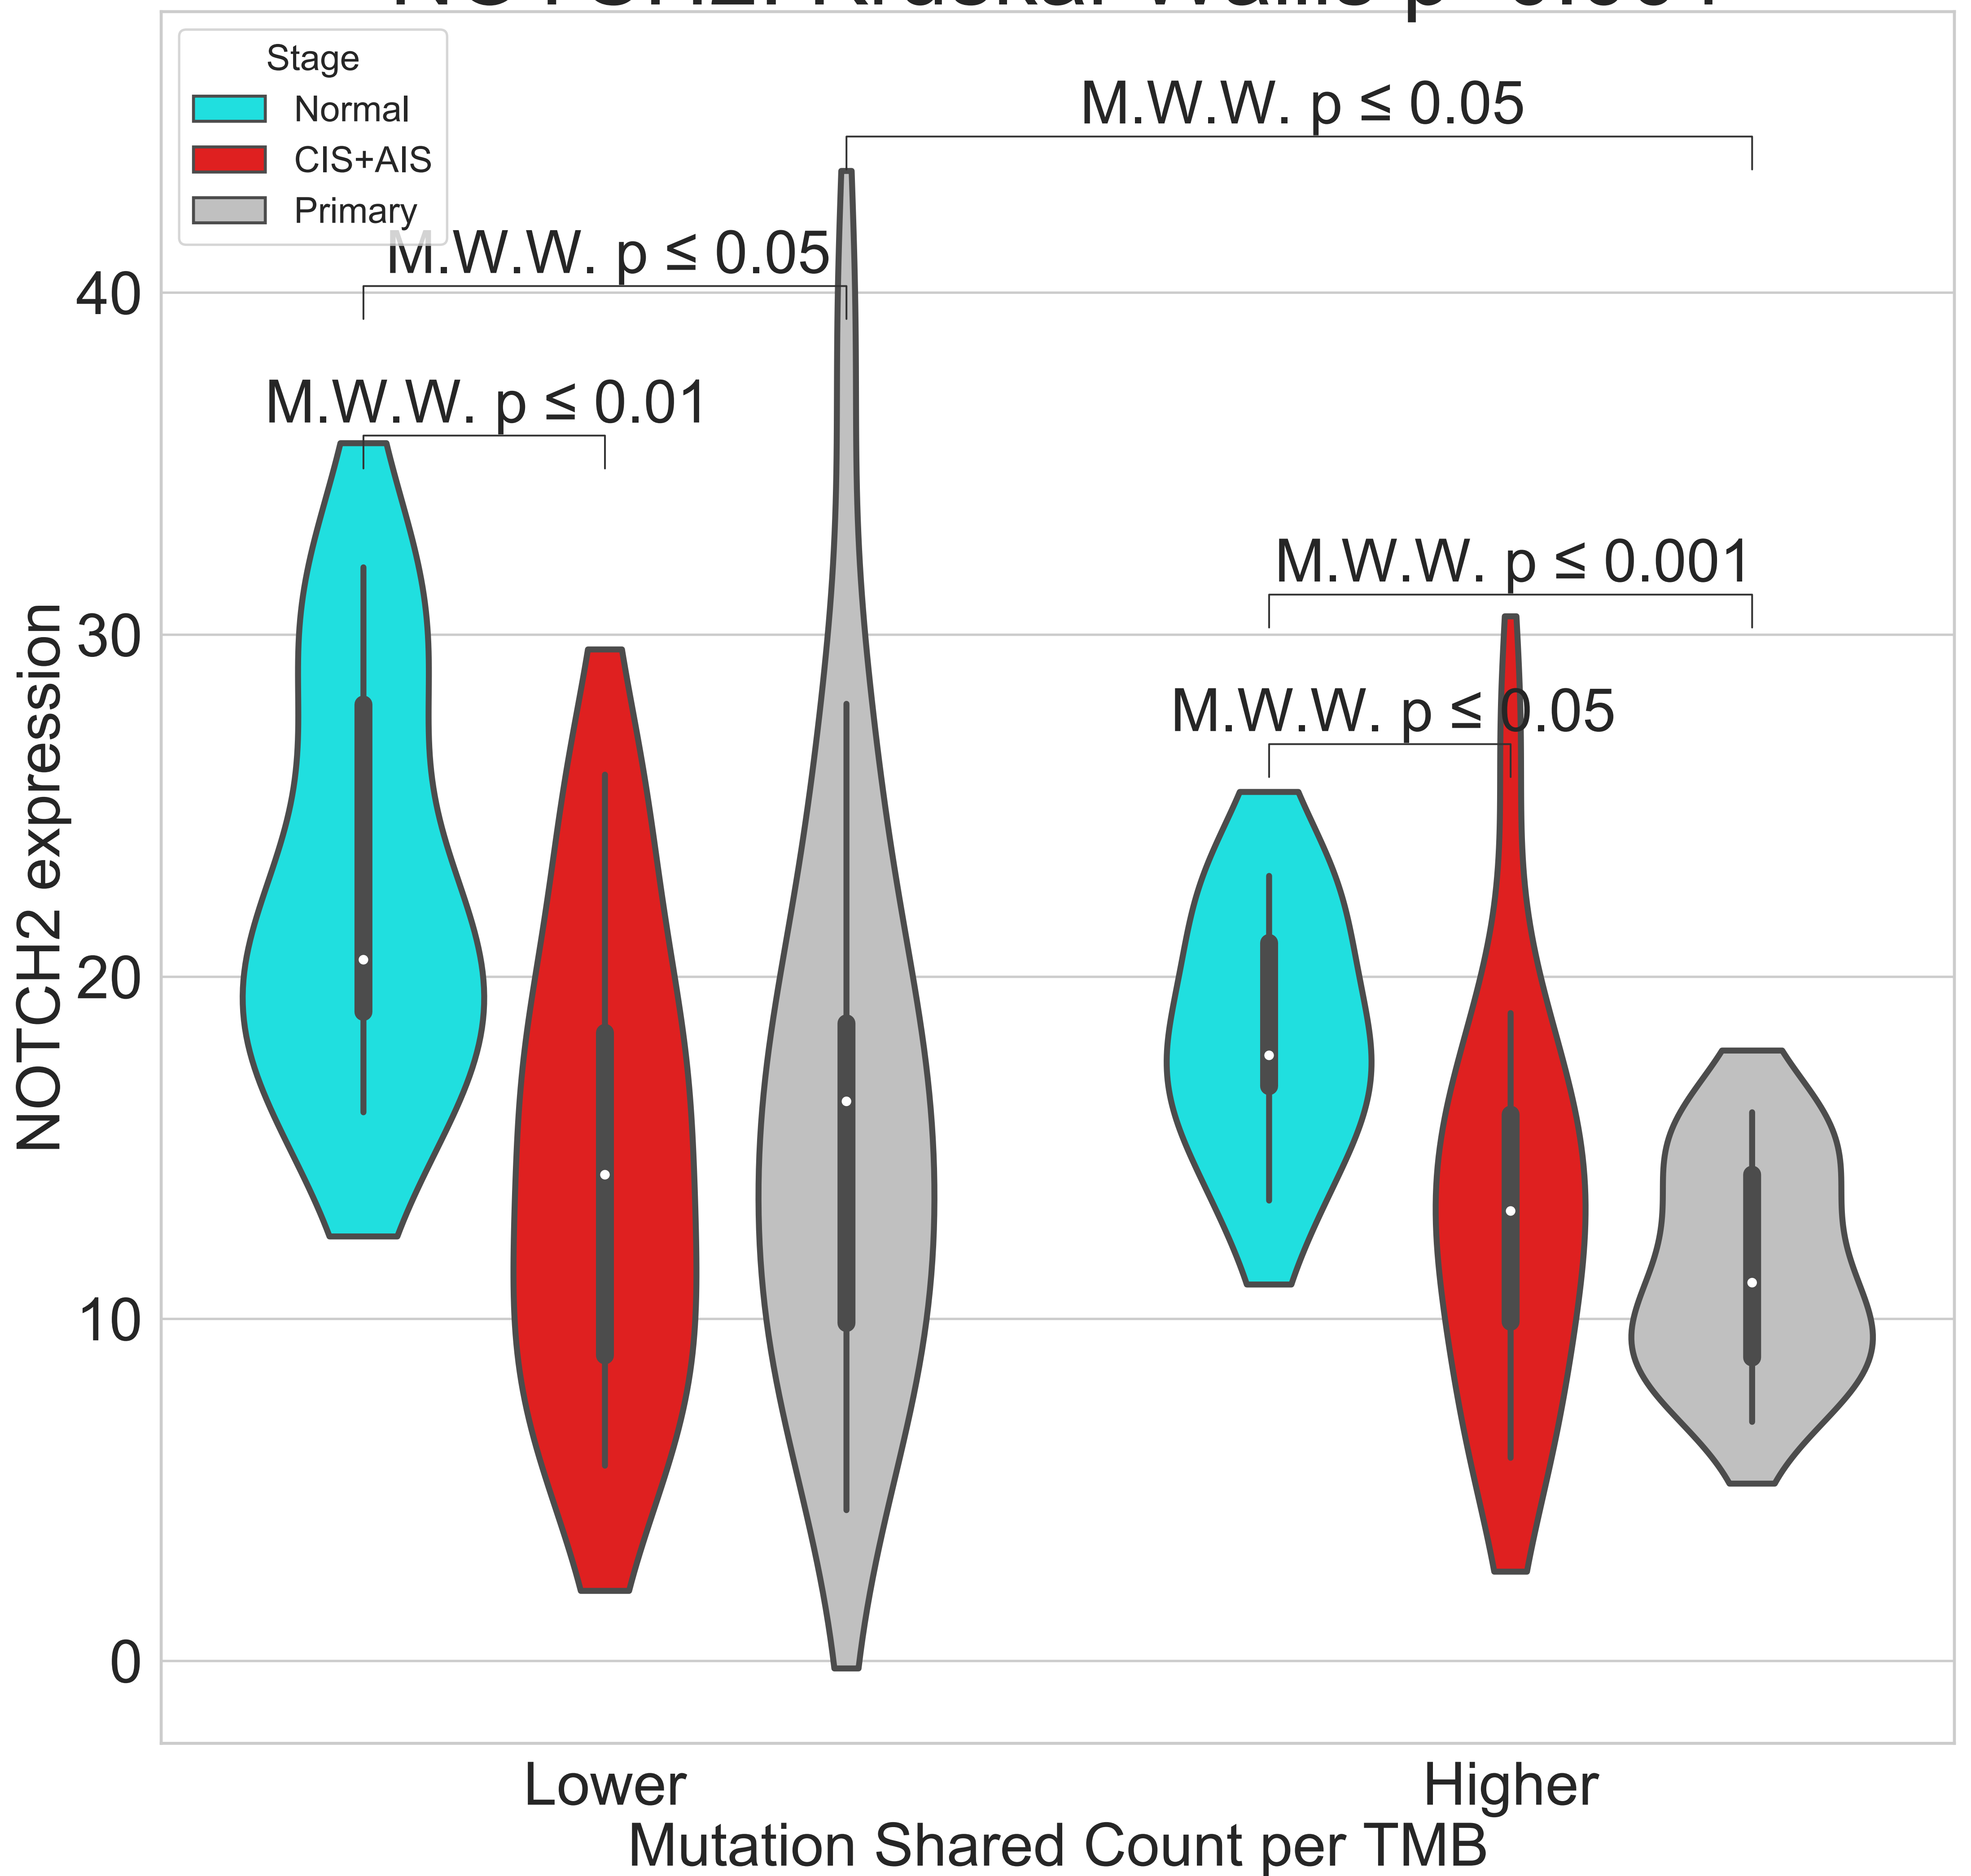 Stage
Normal
CIS+AIS
Primary
M.W.W. p ≤ 0.05
M.W.W. p ≤ 0.05
40
M.W.W. p ≤ 0.01
M.W.W. p ≤ 0.001
30
M.W.W. p ≤ 0.05
NOTCH2 expression
20
10
0
Lower
Higher
Mutation Shared Count per TMB